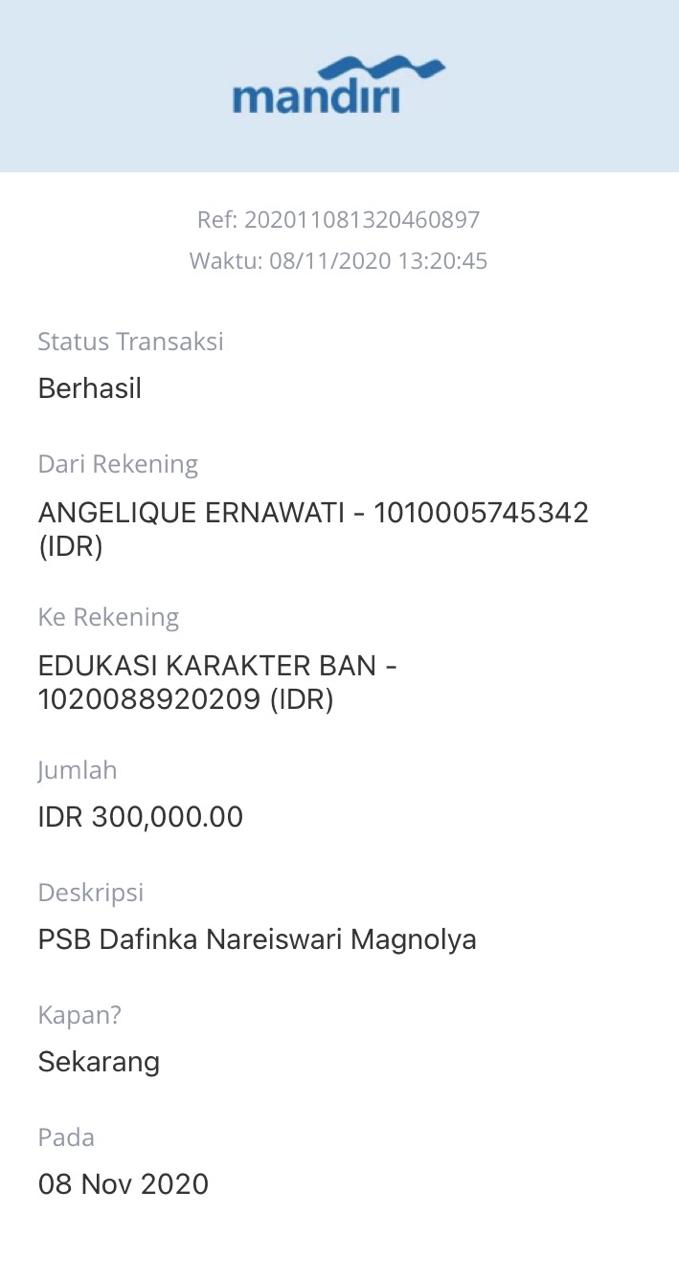 mandırı
Ref: 202011081320460897
Waktu: 08/11/2020 13:20:45
Status Transaksi
Berhasil
Dari Rekening
ANGELIQUE ERNAWATI - 1010005745342
(IDR)
Ke Rekening
EDUKASI KARAKTER BAN -
1020088920209 (IDR)
Jumlah
IDR 300,000.00
Deskripsi
PSB Dafinka Nareiswari Magnolya
Kapan?
Sekarang
Pada
08 Nov 2020